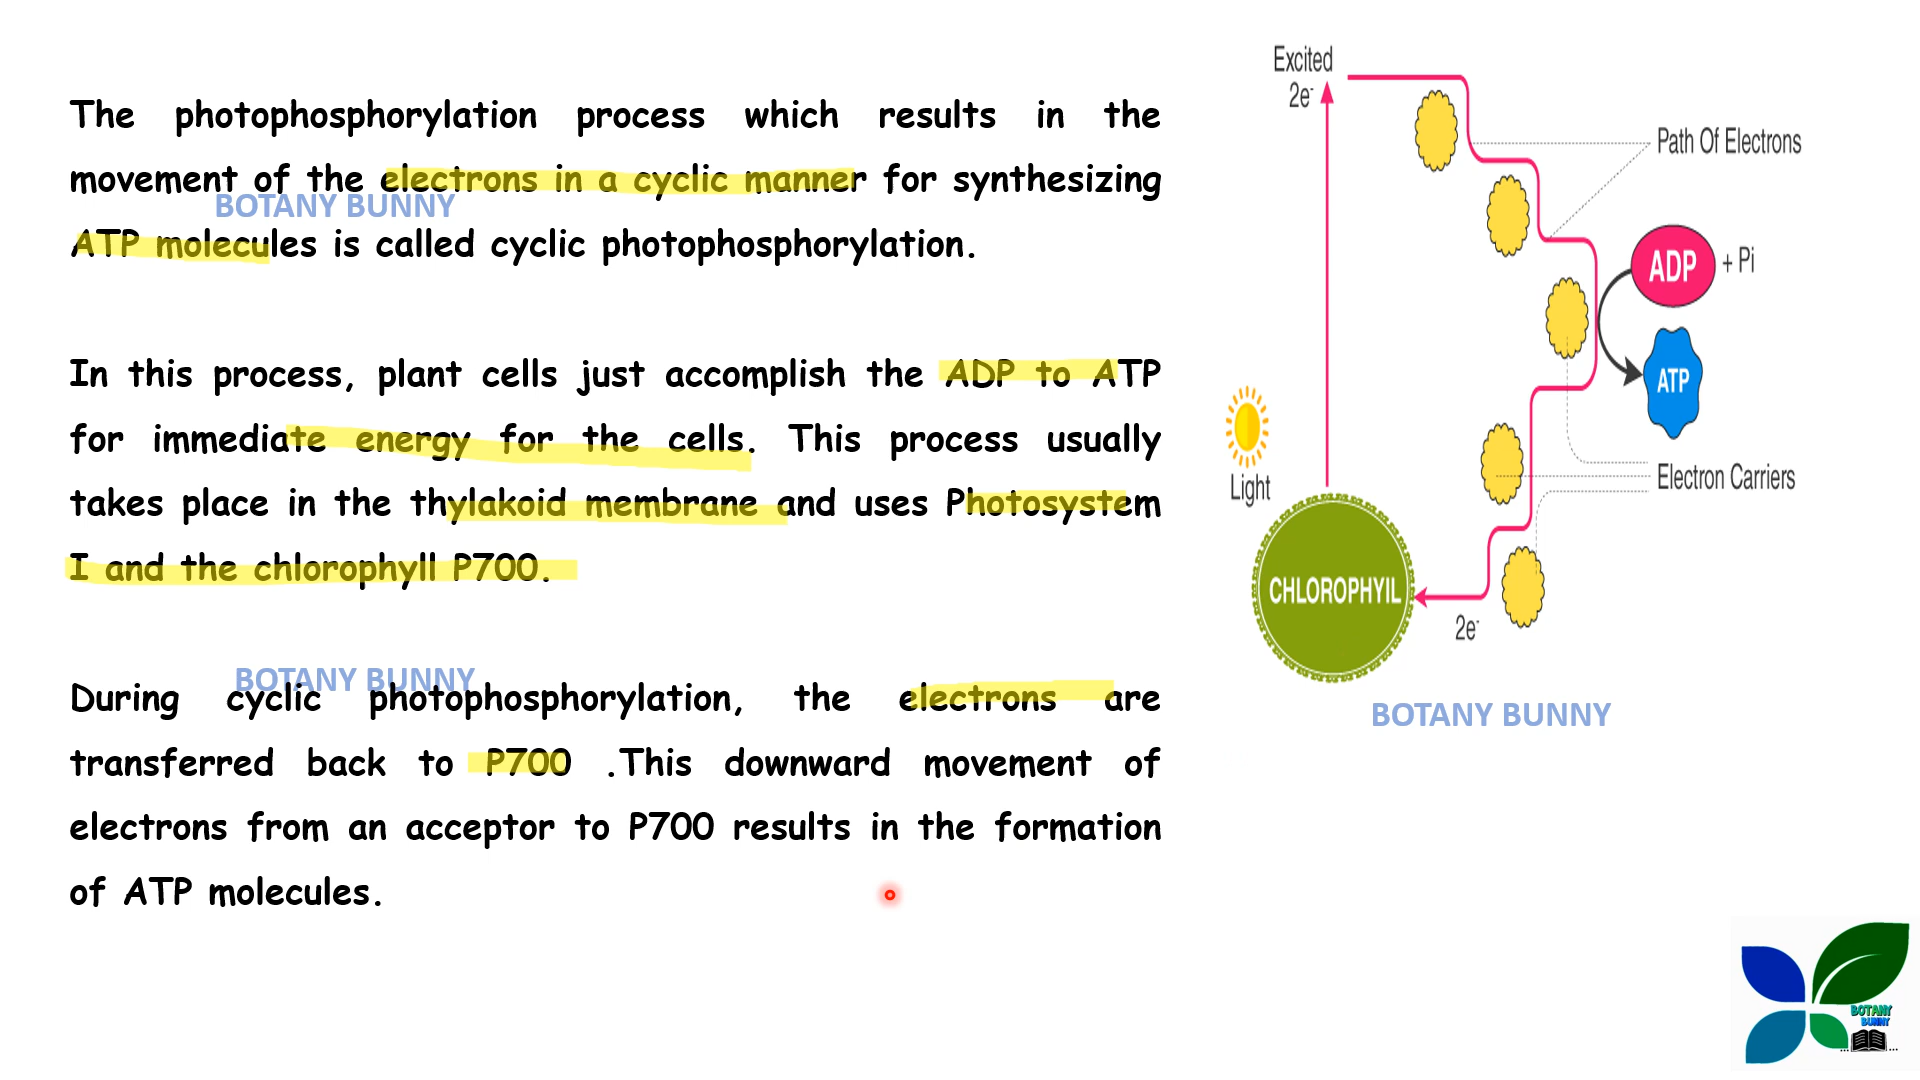 The photophosphorylation process which results in the
movement of the electrons in a cyclic manner for synthesizing
BOTANY BUNNY
ATP molecules is called cyclic photophosphorylation.
In this process, plant cells just accomplish the ADP to ATP
for immediate energy for the cells. This process usually
takes place in the thylakoid membrane and uses Photosystem
I and the chlorophyll P700.
BOTANY BUNNY
During cyclic photophosphorylation, the electrons are
transferred back to P700 .This downward movement of
electrons from an acceptor to P700 results in the formation
of ATP molecules.
Excited
2e-
Path Of Electrons
ADP + Pi
ATP
Light
Electron Carriers
CHLOROPHYIL
2e-
BOTANY BUNNY
BOTANY
BUNNY